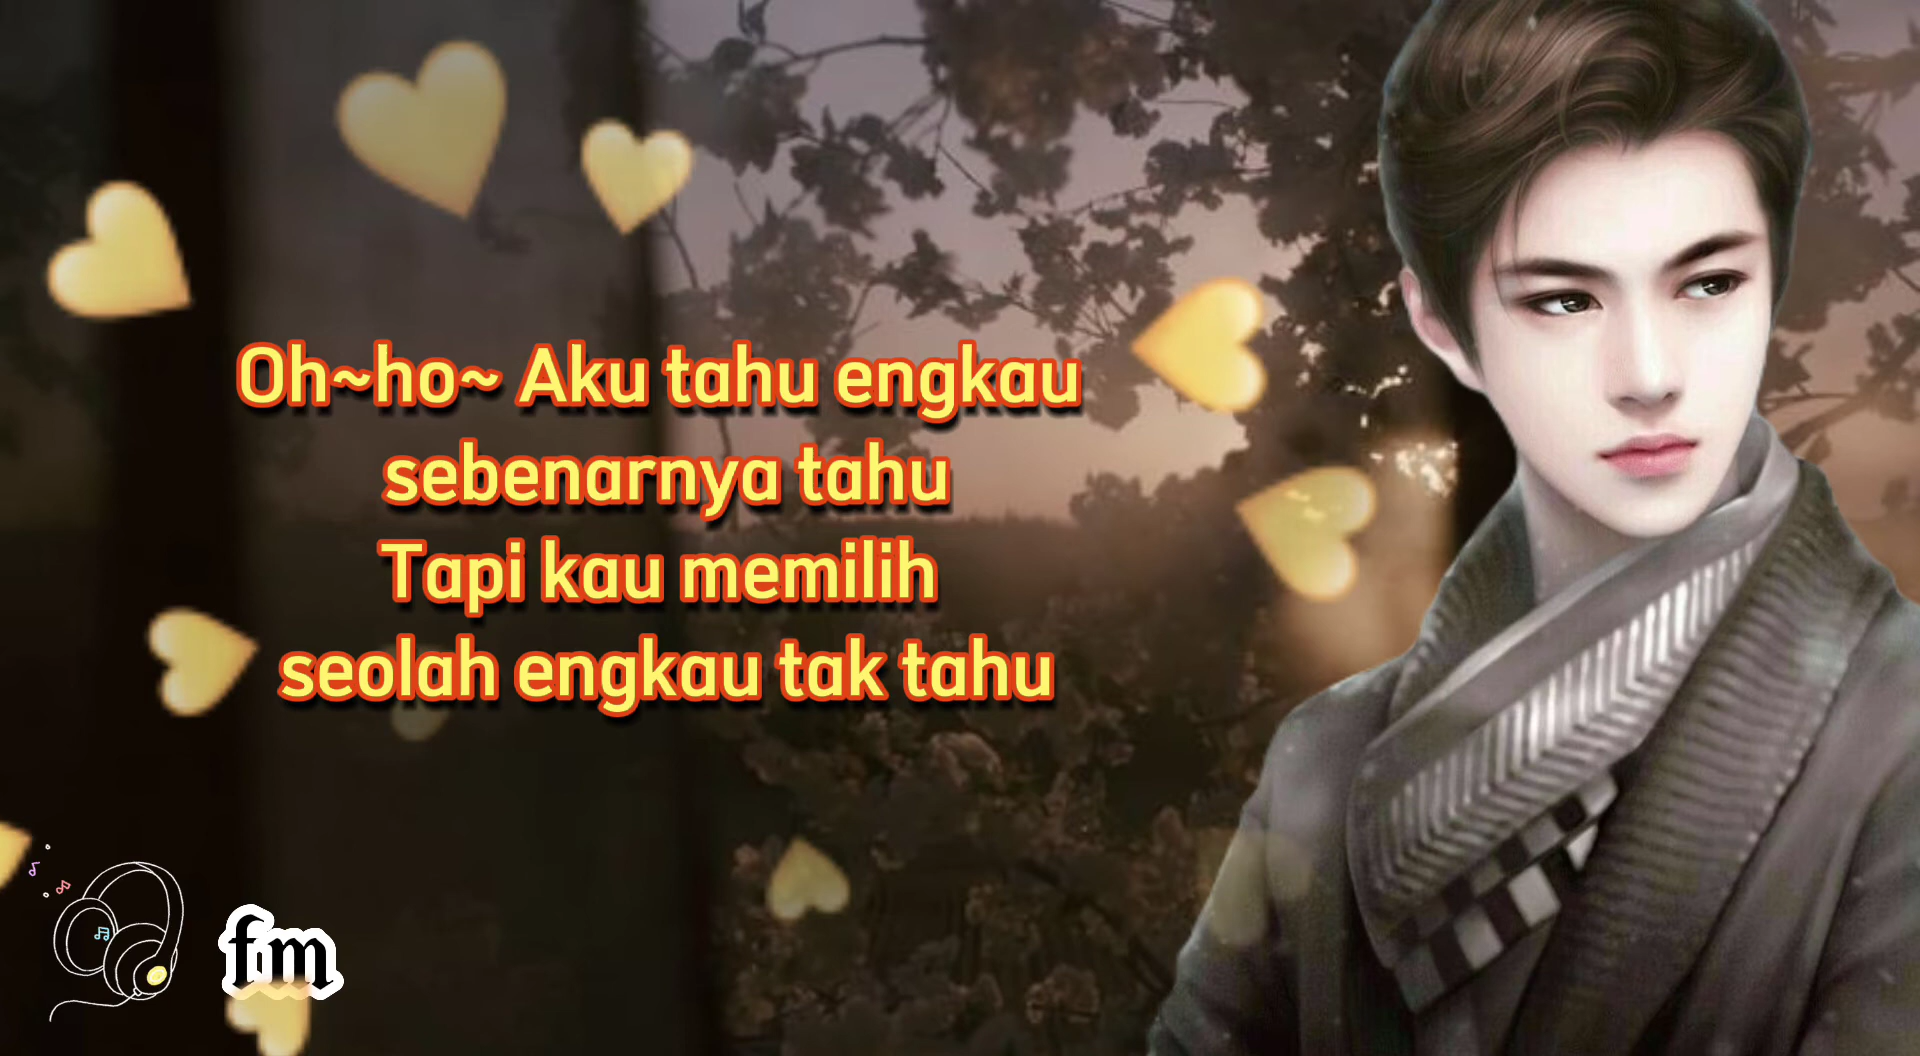 Oh~ho~ Aku tahu engkau
sebenarnya tahu
Tapi kau memilih
seolah engkau tak tahu
fm